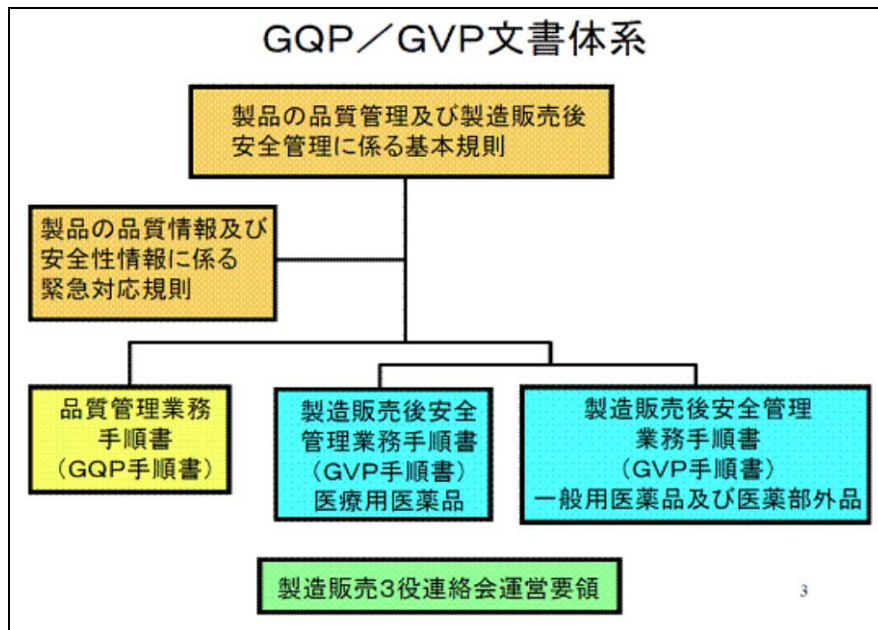 GQP／GVP文書体系
製品の品質管理及び製造販売後
安全管理に係る基本規則
製品の品質情報及び
安全性情報に係る
緊急対応規則
品質管理業務
手順書
（GQP手順書）
製造販売後安全
管理業務手順書
（GVP手順書）
医療用医薬品
製造販売後安全管理
業務手順書
（GVP手順書）
一般用医薬品及び医薬部外品
製造販売３役連絡会運営要領
3